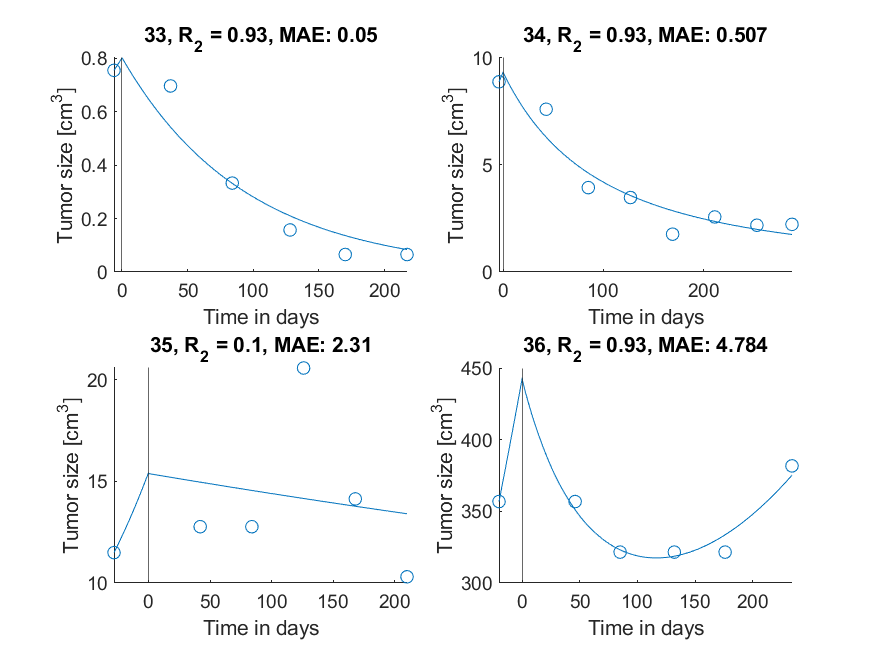 33, R₂ = 0.93, MAE: 0.05
Tumor size [cm³]
0.8
0.6
0.4
0.2
0
0 50 100 150 200
Time in days
34, R₂ = 0.93, MAE: 0.507
Tumor size [cm³]
10
5
0
0 100 200
Time in days
35, R₂ = 0.1, MAE: 2.31
Tumor size [cm³]
20
15
10
0 50 100 150 200
Time in days
36, R₂ = 0.93, MAE: 4.784
Tumor size [cm³]
450
400
350
300
0 50 100 150 200
Time in days